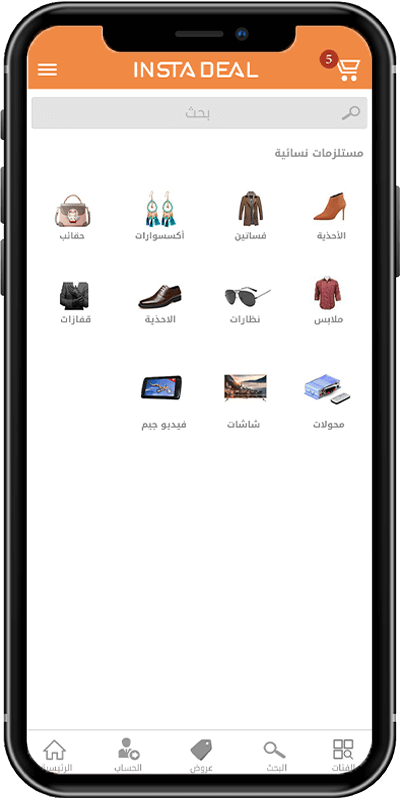 INSTA DEAL
5
بحث
مستلزمات نسائية
الأحذية
فساتين
أكسسوارات
حقائب
ملابس
نظارات
الاحذية
قفازات
محولات
شاشات
فيديو جيم
الفئات
البحث
عروض
الحساب
الرئيسية